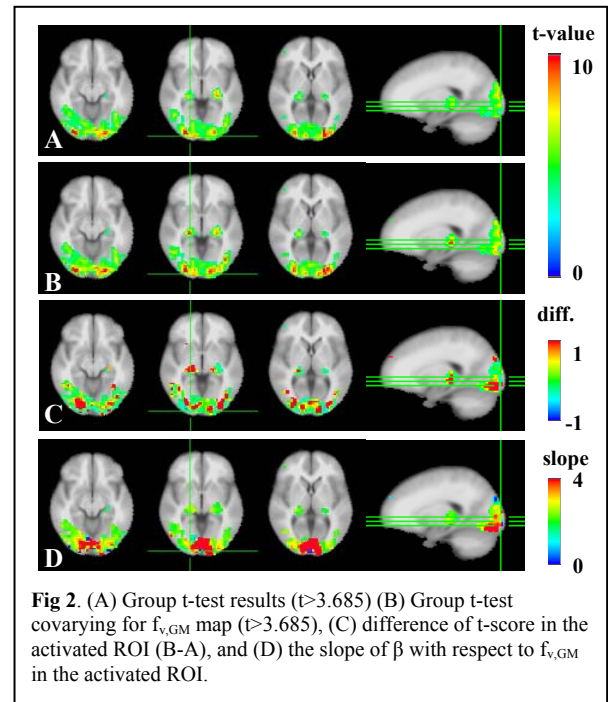 t-value
10
A
B
0
diff.
1
C
-1
slope
4
D
0
Fig 2. (A) Group t-test results (t>3.685) (B) Group t-test
covarying for fv,GM map (t>3.685), (C) difference of t-score in the
activated ROI (B-A), and (D) the slope of β with respect to fv,GM
in the activated ROI.